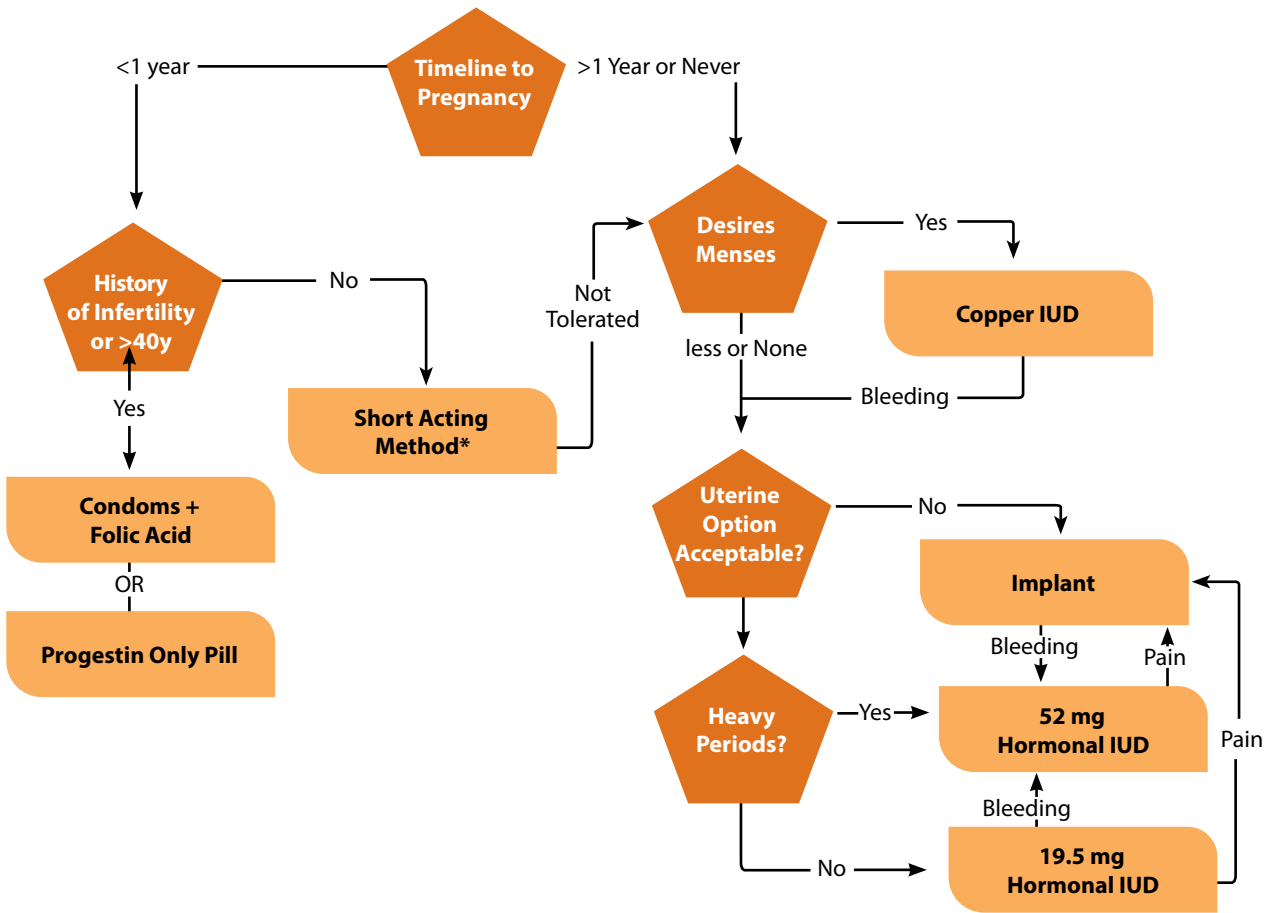 <1 year
Timeline to
Pregnancy
>1 Year or Never
History
of Infertility
or >40y
No
Yes
Short Acting
Method*
Not
Tolerated
Condoms +
Folic Acid
OR
Progestin Only Pill
Desires
Menses
Yes
Copper IUD
less or None
Bleeding
Uterine
Option
Acceptable?
No
Implant
Bleeding
Pain
Heavy
Periods?
Yes
52 mg
Hormonal IUD
Pain
Bleeding
No
19.5 mg
Hormonal IUD